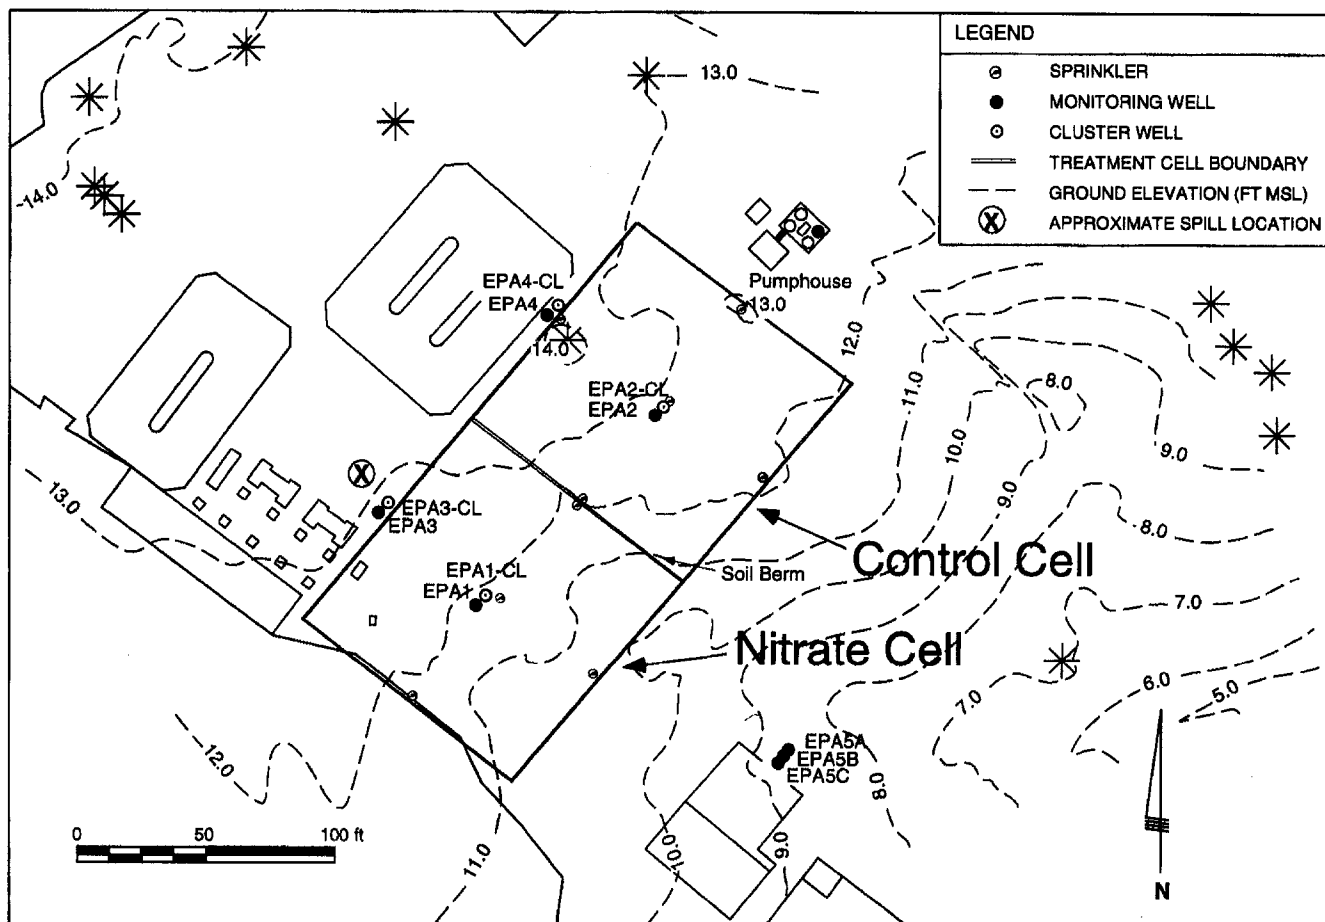 LEGEND
SPRINKLER
MONITORING WELL
CLUSTER WELL
TREATMENT CELL BOUNDARY
GROUND ELEVATION (FT MSL)
X
APPROXIMATE SPILL LOCATION
13.0
~14.0
Pumphouse
13.0
EPA4-CL
EPA4
14.0
12.0
11.0
8.0
EPA2-CL
EPA2
10.0
9.0
X
13.0
9.0
EPA3-CL
EPA3
8.0
Control Cell
Soil Berm
EPA1-CL
EPA1
7.0
Nitrate Cell
7.0
6.0
5.0
12.0
EPA5A
EPA5B
EPA5C
8.0
0 50 100 ft
11.0
10.0
9.0
N